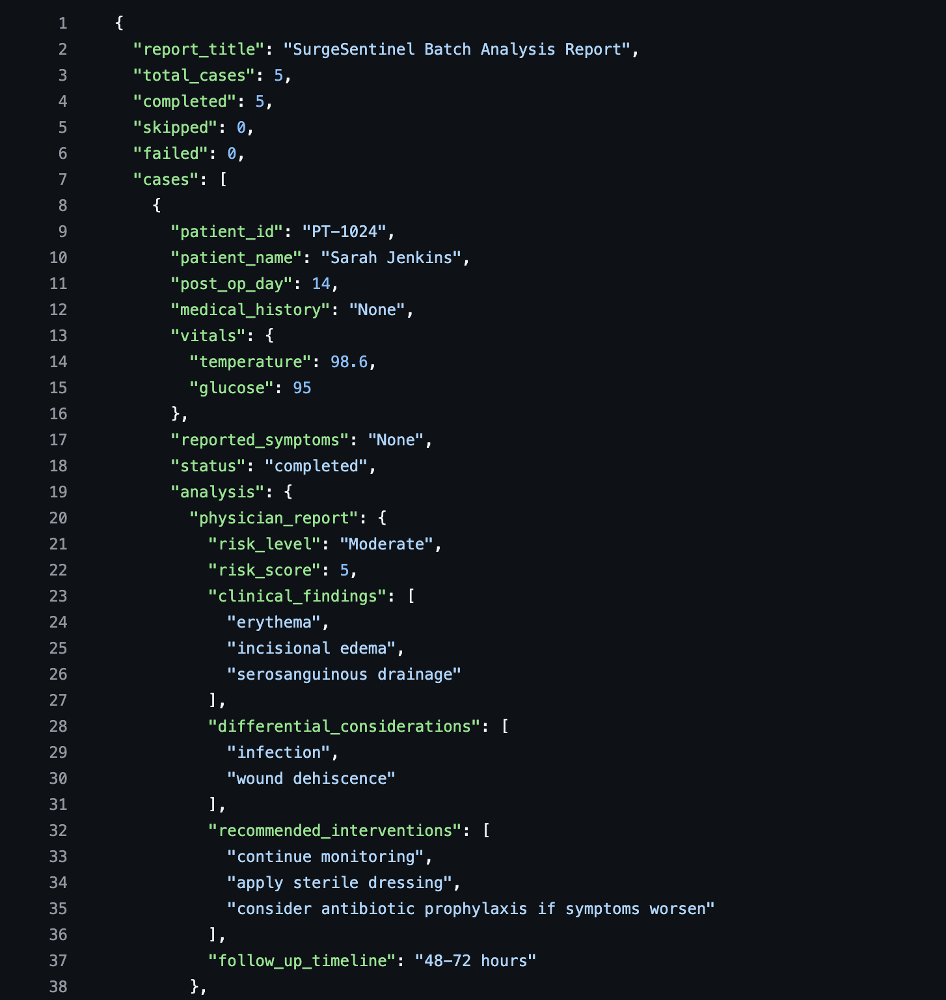 1 {
2 "report_title": "SurgeSentinel Batch Analysis Report",
3 "total_cases": 5,
4 "completed": 5,
5 "skipped": 0,
6 "failed": 0,
7 "cases": [
8 {
9 "patient_id": "PT-1024",
10 "patient_name": "Sarah Jenkins",
11 "post_op_day": 14,
12 "medical_history": "None",
13 "vitals": {
14 "temperature": 98.6,
15 "glucose": 95
16 },
17 "reported_symptoms": "None",
18 "status": "completed",
19 "analysis": {
20 "physician_report": {
21 "risk_level": "Moderate",
22 "risk_score": 5,
23 "clinical_findings": [
24 "erythema",
25 "incisional edema",
26 "serosanguinous drainage"
27 ],
28 "differential_considerations": [
29 "infection",
30 "wound dehiscence"
31 ],
32 "recommended_interventions": [
33 "continue monitoring",
34 "apply sterile dressing",
35 "consider antibiotic prophylaxis if symptoms worsen"
36 ],
37 "follow_up_timeline": "48-72 hours"
38 },